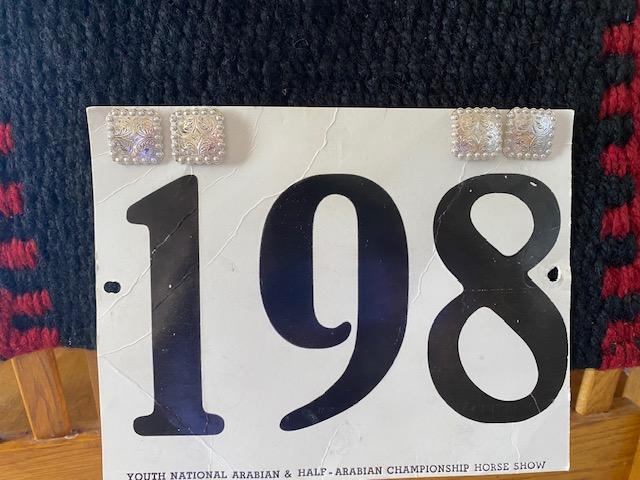 198
YOUTH NATIONAL ARABIAN & HALF-ARABIAN CHAMPIONSHIP HORSE SHOW